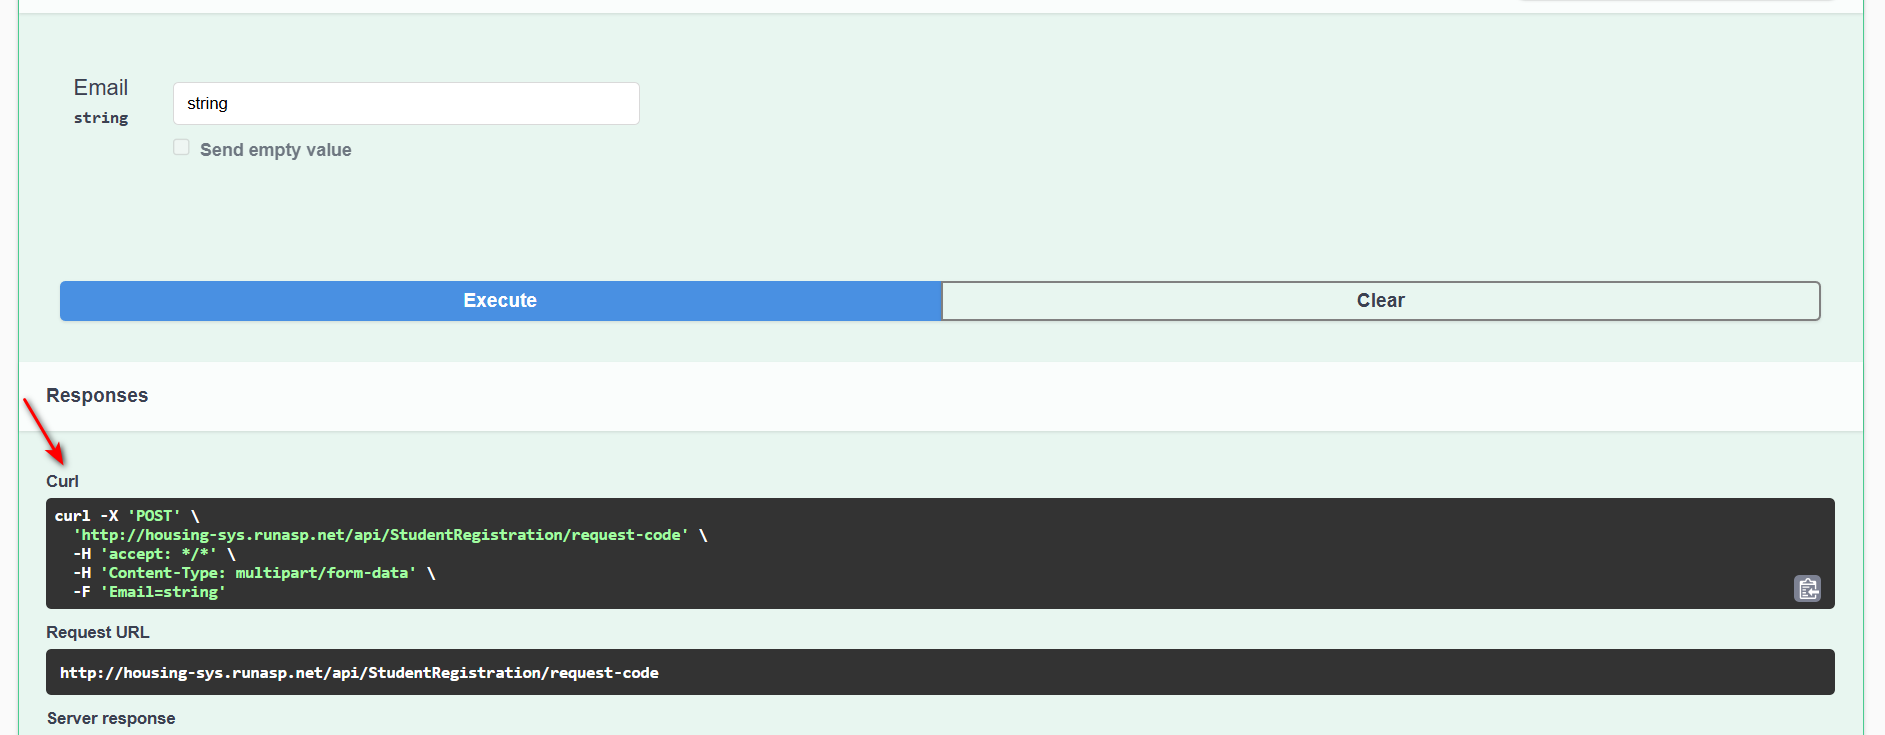 Email
string
string
Send empty value
Execute
Clear
Responses
Curl
curl -X 'POST' \
  'http://housing-sys.runasp.net/api/StudentRegistration/request-code' \
  -H 'accept: */*' \
  -H 'Content-Type: multipart/form-data' \
  -F 'Email=string'
Request URL
http://housing-sys.runasp.net/api/StudentRegistration/request-code
Server response